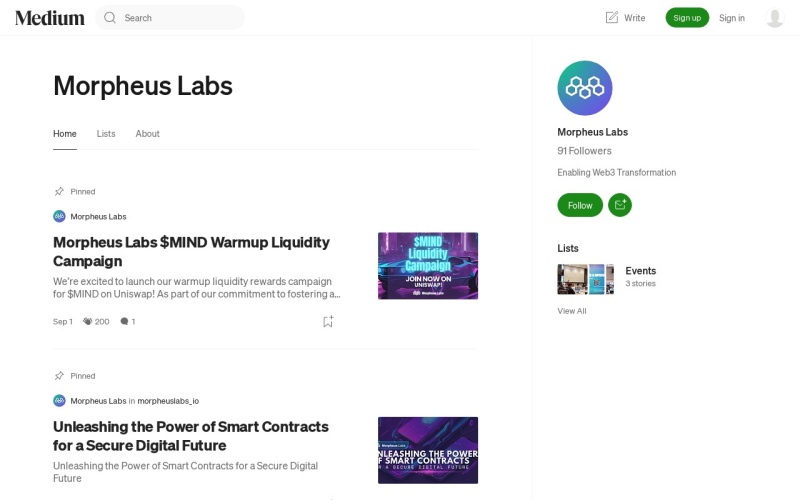 Medium
Search
Write
Sign up
Sign in
Morpheus Labs
Home
Lists
About
Pinned
Morpheus Labs
Morpheus Labs $MIND Warmup Liquidity
Campaign
We're excited to launch our warmup liquidity rewards campaign
for $MIND on Uniswap! As part of our commitment to fostering a...
Sep 1
200
1
$MIND
Liquidity
Campaign
JOIN NOW ON
UNISWAP!
Morpheus Labs
Pinned
Morpheus Labs in morpheuslabs_io
Unleashing the Power of Smart Contracts
for a Secure Digital Future
Unleashing the Power of Smart Contracts for a Secure Digital
Future
Morpheus Labs
NLEASHING THE POWER
F SMART CONTRACTS
R A SECURE DIGITAL FUTURE
Morpheus Labs
91 Followers
Enabling Web3 Transformation
Follow
Lists
Events
3 stories
View All